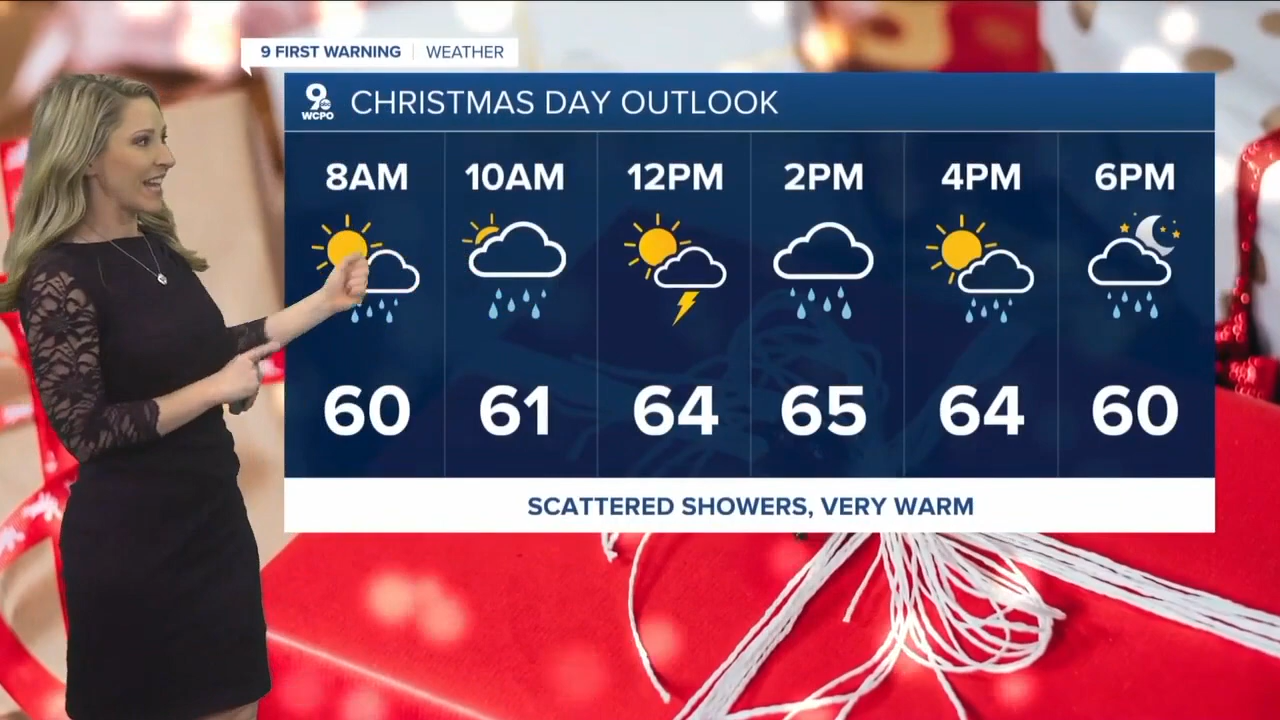 9 FIRST WARNING | WEATHER
9 abc
WCPO
CHRISTMAS DAY OUTLOOK
8AM 10AM 12PM 2PM 4PM 6PM
60 61 64 65 64 60
SCATTERED SHOWERS, VERY WARM